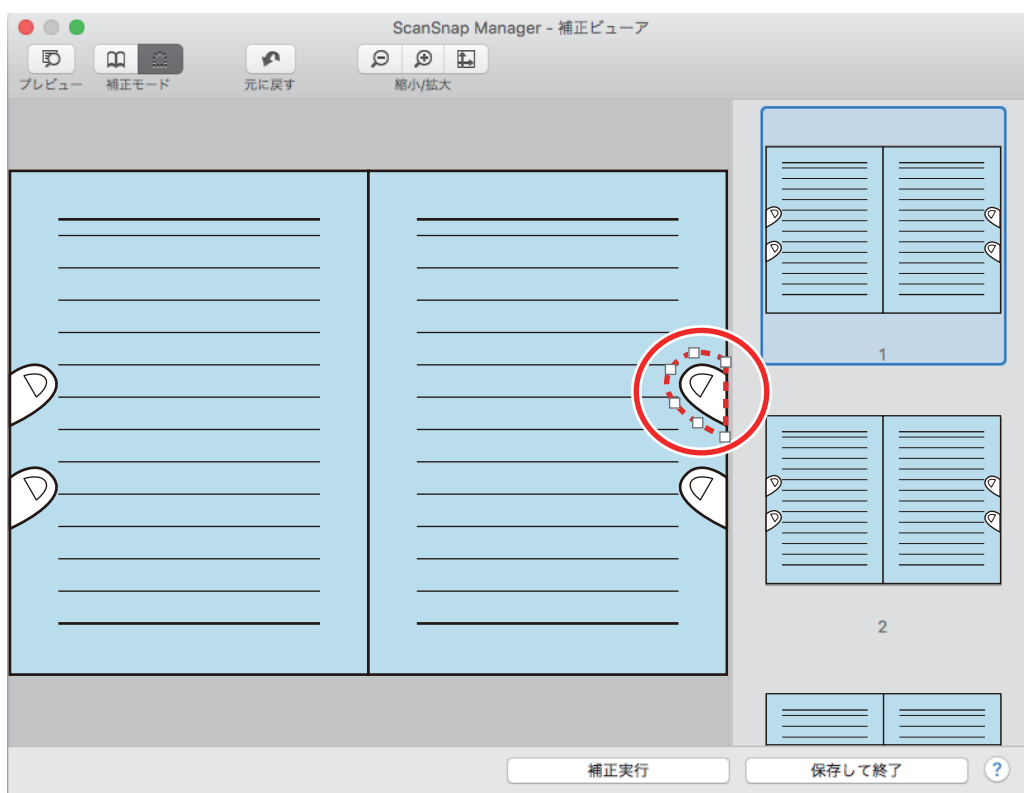 ScanSnap Manager - 補正ビューア
プレビュー 補正モード 元に戻す 縮小/拡大
1
2
補正実行 保存して終了 ?